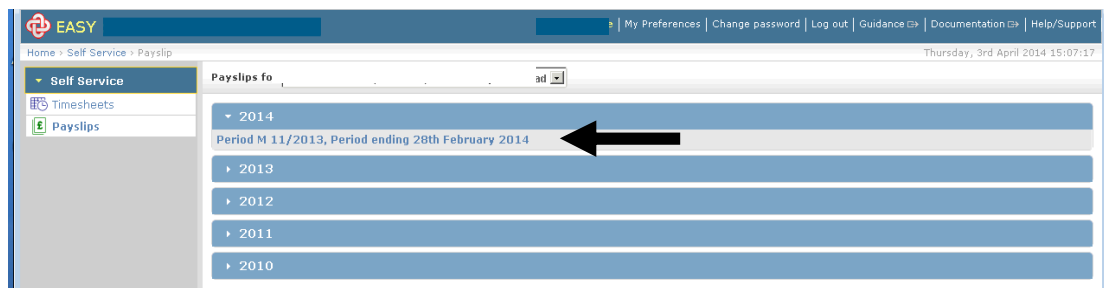 EASY
| My Preferences | Change password | Log out | Guidance | Documentation | Help/Support
Home › Self Service › Payslip
Thursday, 3rd April 2014 15:07:17
Self Service
Timesheets
Payslips
Payslips fo
ad
2014
Period M 11/2013, Period ending 28th February 2014
2013
2012
2011
2010